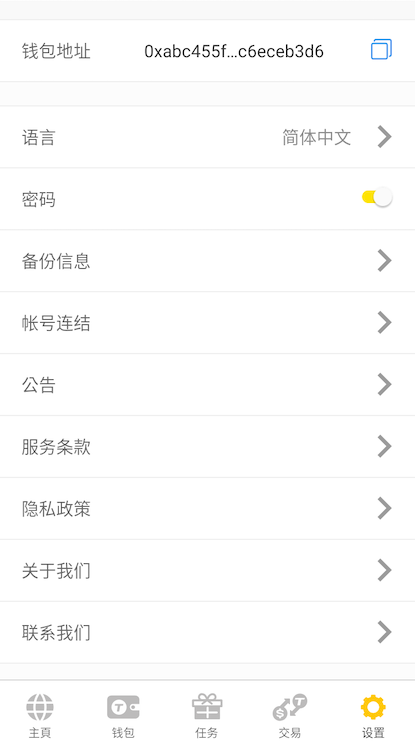 钱包地址 0xabc455f...c6eceb3d6
语言 简体中文
密码
备份信息
帐号连结
公告
服务条款
隐私政策
关于我们
联系我们
主頁 钱包 任务 交易 设置